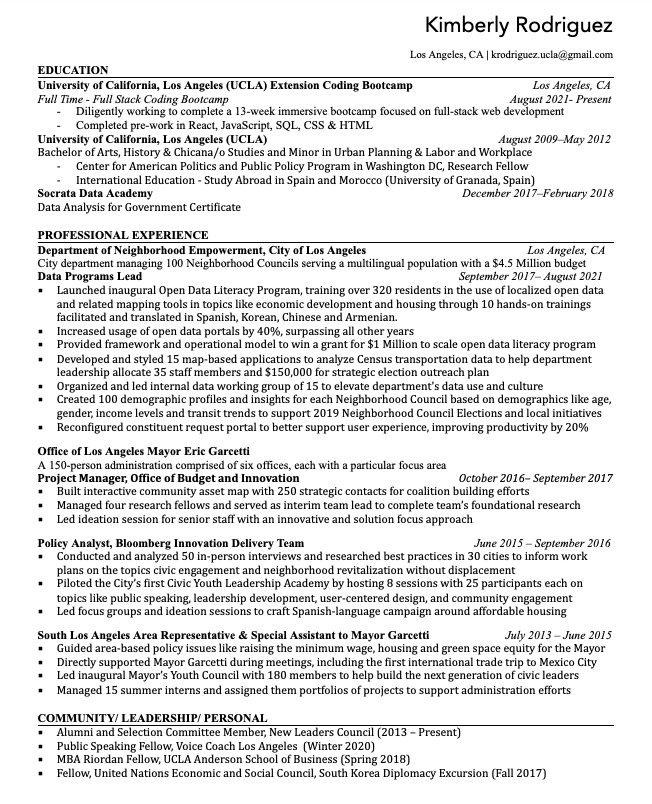 Kimberly Rodriguez
Los Angeles, CA | krodriguez.ucla@gmail.com
EDUCATION
University of California, Los Angeles (UCLA) Extension Coding Bootcamp Los Angeles, CA
Full Time - Full Stack Coding Bootcamp August 2021- Present
- Diligently working to complete a 13-week immersive bootcamp focused on full-stack web development
- Completed pre-work in React, JavaScript, SQL, CSS & HTML
University of California, Los Angeles (UCLA) August 2009–May 2012
Bachelor of Arts, History & Chicana/o Studies and Minor in Urban Planning & Labor and Workplace
- Center for American Politics and Public Policy Program in Washington DC, Research Fellow
- International Education - Study Abroad in Spain and Morocco (University of Granada, Spain)
Socrata Data Academy December 2017–February 2018
Data Analysis for Government Certificate
PROFESSIONAL EXPERIENCE
Department of Neighborhood Empowerment, City of Los Angeles Los Angeles, CA
City department managing 100 Neighborhood Councils serving a multilingual population with a $4.5 Million budget
Data Programs Lead September 2017– August 2021
▪ Launched inaugural Open Data Literacy Program, training over 320 residents in the use of localized open data
and related mapping tools in topics like economic development and housing through 10 hands-on trainings
facilitated and translated in Spanish, Korean, Chinese and Armenian.
▪ Increased usage of open data portals by 40%, surpassing all other years
▪ Provided framework and operational model to win a grant for $1 Million to scale open data literacy program
▪ Developed and styled 15 map-based applications to analyze Census transportation data to help department
leadership allocate 35 staff members and $150,000 for strategic election outreach plan
▪ Organized and led internal data working group of 15 to elevate department's data use and culture
▪ Created 100 demographic profiles and insights for each Neighborhood Council based on demographics like age,
gender, income levels and transit trends to support 2019 Neighborhood Council Elections and local initiatives
▪ Reconfigured constituent request portal to better support user experience, improving productivity by 20%
Office of Los Angeles Mayor Eric Garcetti
A 150-person administration comprised of six offices, each with a particular focus area
Project Manager, Office of Budget and Innovation October 2016– September 2017
▪ Built interactive community asset map with 250 strategic contacts for coalition building efforts
▪ Managed four research fellows and served as interim team lead to complete team's foundational research
▪ Led ideation session for senior staff with an innovative and solution focus approach
Policy Analyst, Bloomberg Innovation Delivery Team June 2015 – September 2016
▪ Conducted and analyzed 50 in-person interviews and researched best practices in 30 cities to inform work
plans on the topics civic engagement and neighborhood revitalization without displacement
▪ Piloted the City's first Civic Youth Leadership Academy by hosting 8 sessions with 25 participants each on
topics like public speaking, leadership development, user-centered design, and community engagement
▪ Led focus groups and ideation sessions to craft Spanish-language campaign around affordable housing
South Los Angeles Area Representative & Special Assistant to Mayor Garcetti July 2013 – June 2015
▪ Guided area-based policy issues like raising the minimum wage, housing and green space equity for the Mayor
▪ Directly supported Mayor Garcetti during meetings, including the first international trade trip to Mexico City
▪ Led inaugural Mayor's Youth Council with 180 members to help build the next generation of civic leaders
▪ Managed 15 summer interns and assigned them portfolios of projects to support administration efforts
COMMUNITY/ LEADERSHIP/ PERSONAL
▪ Alumni and Selection Committee Member, New Leaders Council (2013 – Present)
▪ Public Speaking Fellow, Voice Coach Los Angeles (Winter 2020)
▪ MBA Riordan Fellow, UCLA Anderson School of Business (Spring 2018)
▪ Fellow, United Nations Economic and Social Council, South Korea Diplomacy Excursion (Fall 2017)